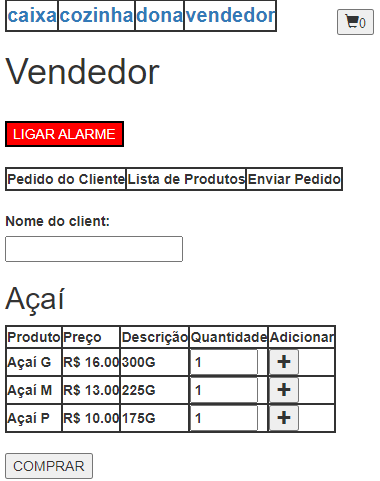 caixa cozinha dona vendedor
0
Vendedor
LIGAR ALARME
Pedido do Cliente Lista de Produtos Enviar Pedido
Nome do client:
Açaí
Produto Preço Descrição Quantidade Adicionar
Açaí G R$ 16.00 300G 1 +
Açaí M R$ 13.00 225G 1 +
Açaí P R$ 10.00 175G 1 +
COMPRAR